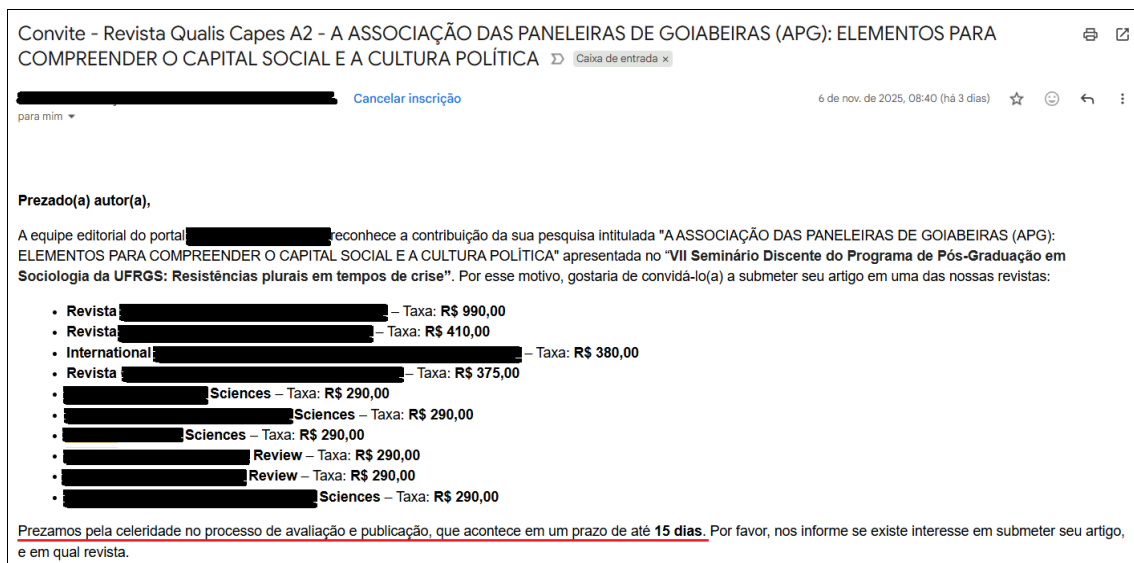 Convite - Revista Qualis Capes A2 - A ASSOCIAÇÃO DAS PANELEIRAS DE GOIABEIRAS (APG): ELEMENTOS PARA
COMPREENDER O CAPITAL SOCIAL E A CULTURA POLÍTICA Caixa de entrada x
Cancelar inscrição 6 de nov. de 2025, 08:40 (há 3 dias)
para mim
Prezado(a) autor(a),
A equipe editorial do portal reconhece a contribuição da sua pesquisa intitulada "A ASSOCIAÇÃO DAS PANELEIRAS DE GOIABEIRAS (APG):
ELEMENTOS PARA COMPREENDER O CAPITAL SOCIAL E A CULTURA POLÍTICA" apresentada no “VII Seminário Discente do Programa de Pós-Graduação em
Sociologia da UFRGS: Resistências plurais em tempos de crise”. Por esse motivo, gostaria de convidá-lo(a) a submeter seu artigo em uma das nossas revistas:
• Revista – Taxa: R$ 990,00
• Revista – Taxa: R$ 410,00
• International – Taxa: R$ 380,00
• Revista – Taxa: R$ 375,00
• Sciences – Taxa: R$ 290,00
• Sciences – Taxa: R$ 290,00
• Sciences – Taxa: R$ 290,00
• Review – Taxa: R$ 290,00
• Review – Taxa: R$ 290,00
• Sciences – Taxa: R$ 290,00
Prezamos pela celeridade no processo de avaliação e publicação, que acontece em um prazo de até 15 dias. Por favor, nos informe se existe interesse em submeter seu artigo,
e em qual revista.